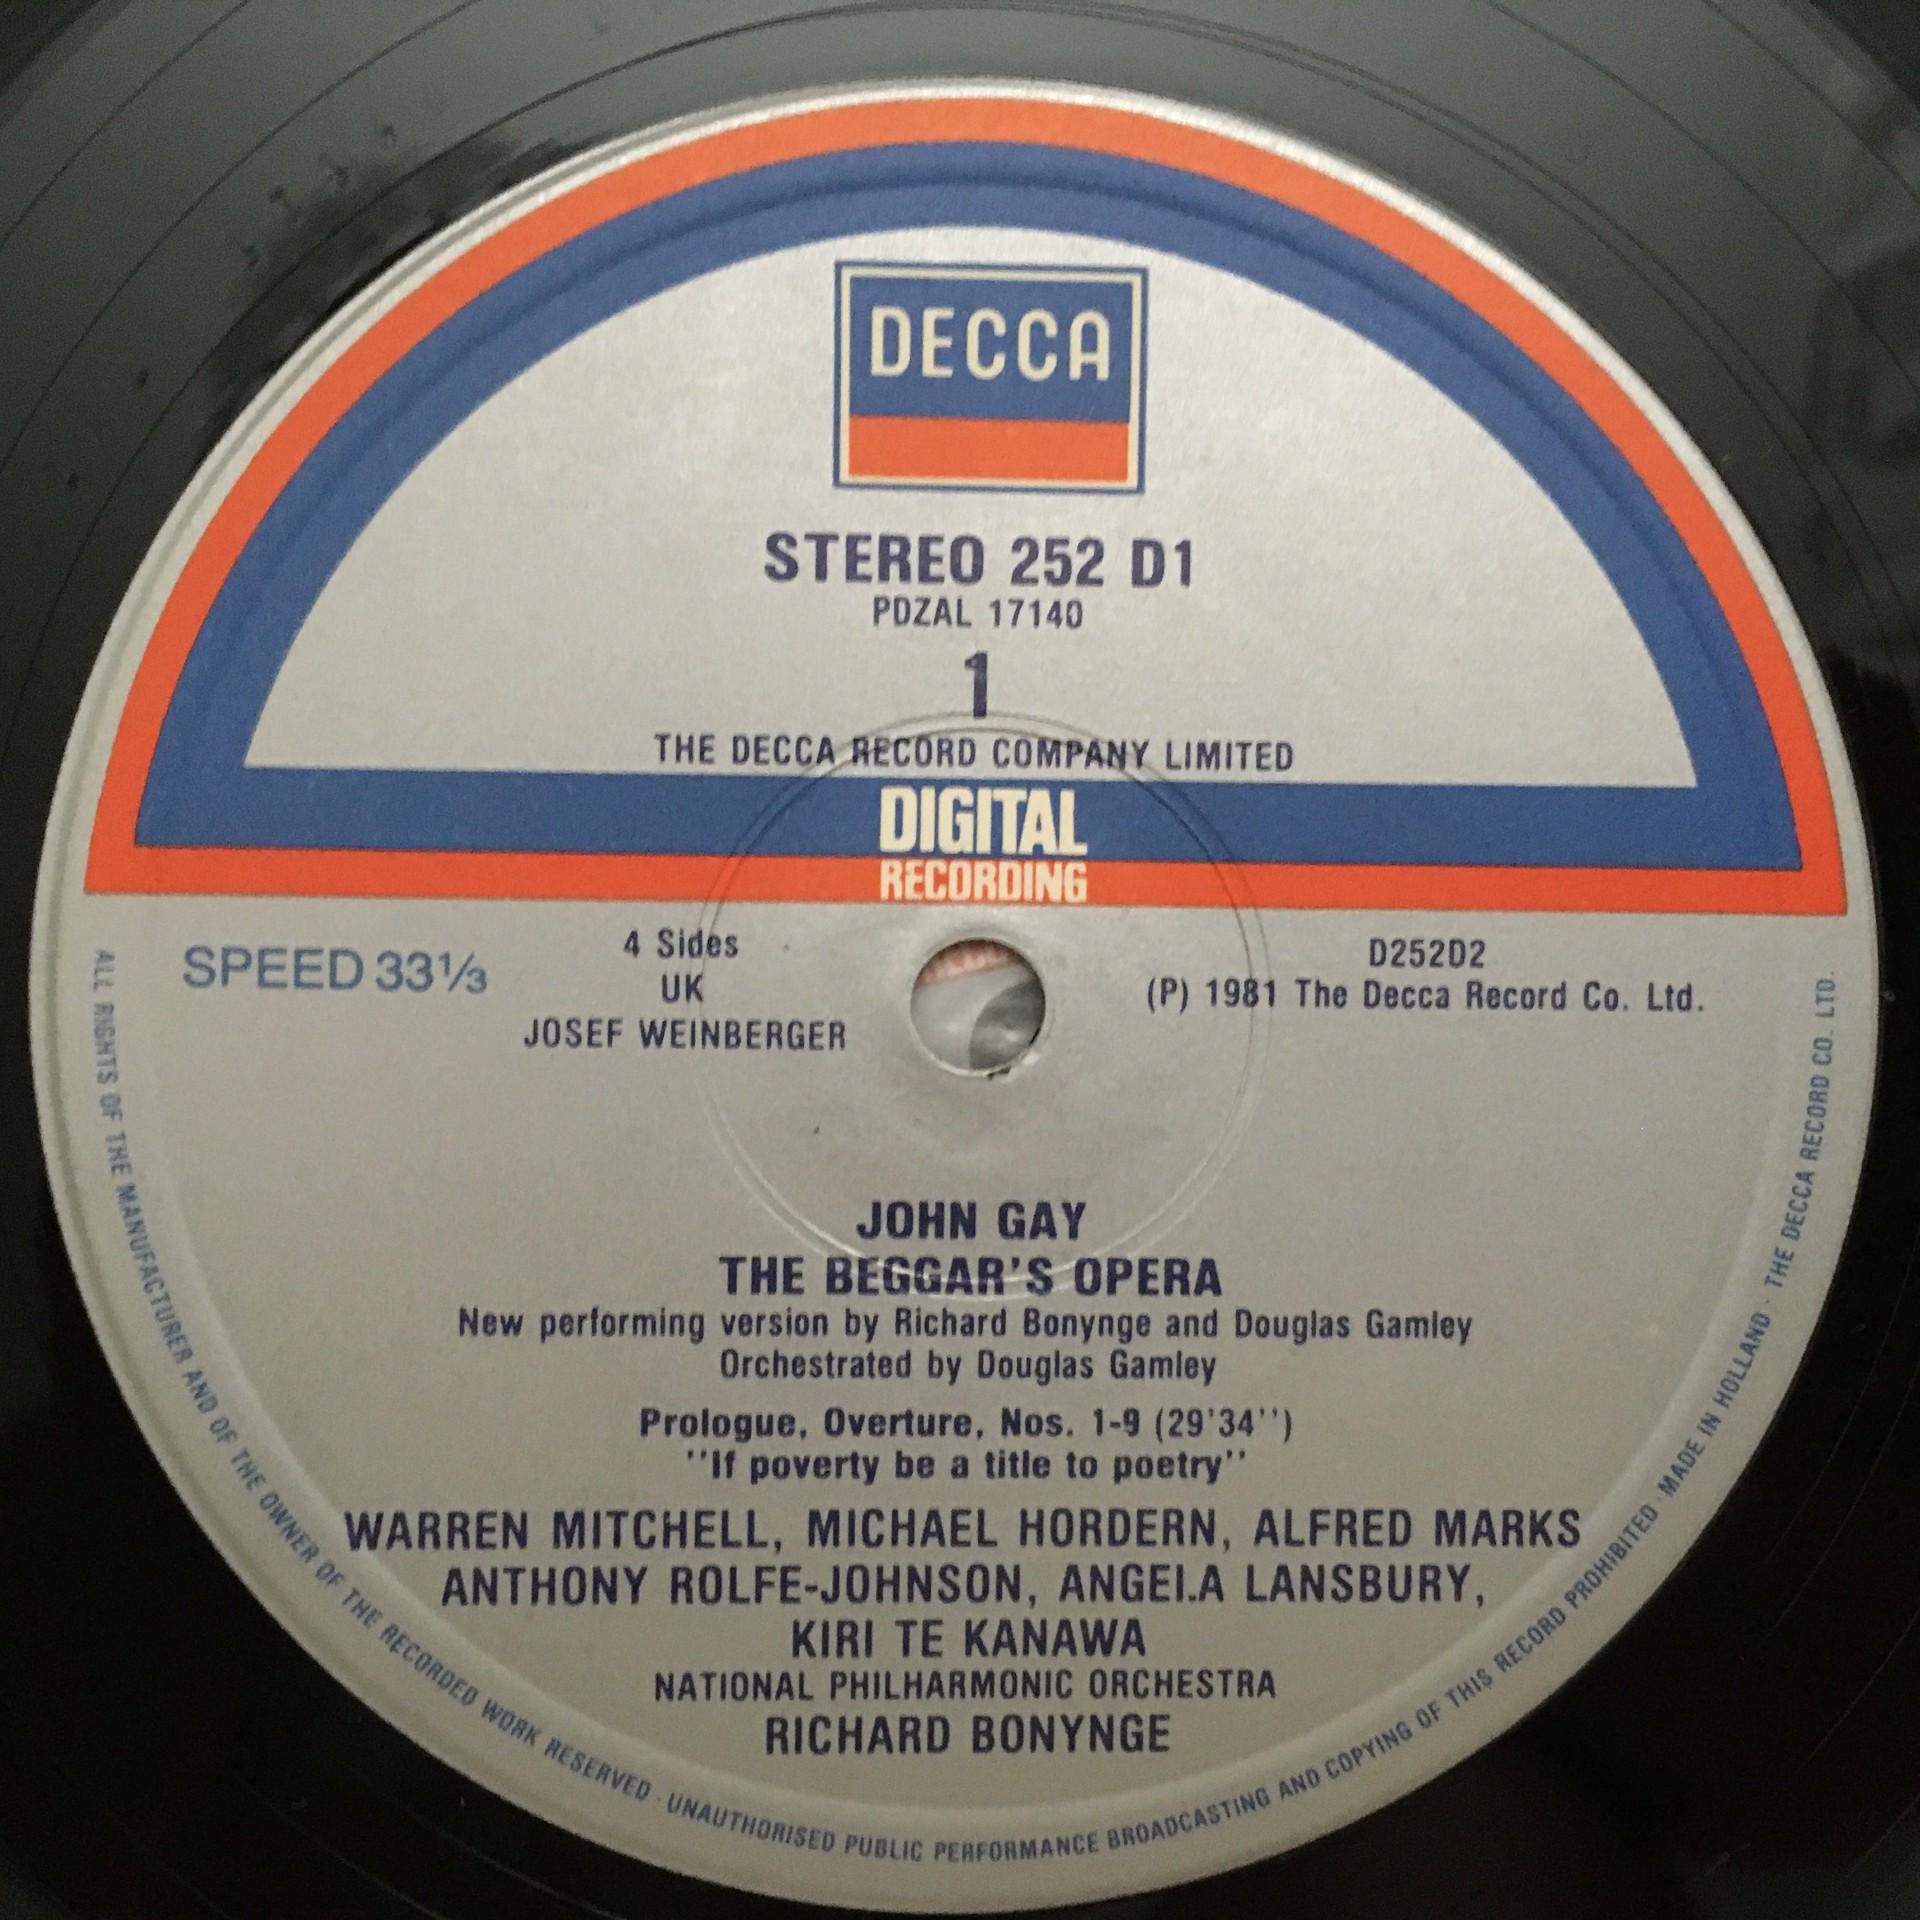 DECCA
STEREO 252 D1
PDZAL 17140
1
THE DECCA RECORD COMPANY LIMITED
DIGITAL
RECORDING
SPEED 33⅓
4 Sides
UK
JOSEF WEINBERGER
D252D2
(P) 1981 The Decca Record Co. Ltd.
JOHN GAY
THE BEGGAR'S OPERA
New performing version by Richard Bonynge and Douglas Gamley
Orchestrated by Douglas Gamley
Prologue, Overture, Nos. 1-9 (29'34'')
''If poverty be a title to poetry''
WARREN MITCHELL, MICHAEL HORDERN, ALFRED MARKS
ANTHONY ROLFE-JOHNSON, ANGELA LANSBURY,
KIRI TE KANAWA
NATIONAL PHILHARMONIC ORCHESTRA
RICHARD BONYNGE
ALL RIGHTS OF THE MANUFACTURER AND OF THE OWNER OF THE RECORDED WORK RESERVED · UNAUTHORISED PUBLIC PERFORMANCE BROADCASTING AND COPYING OF THIS RECORD PROHIBITED · MADE IN HOLLAND · THE DECCA RECORD CO. LTD.